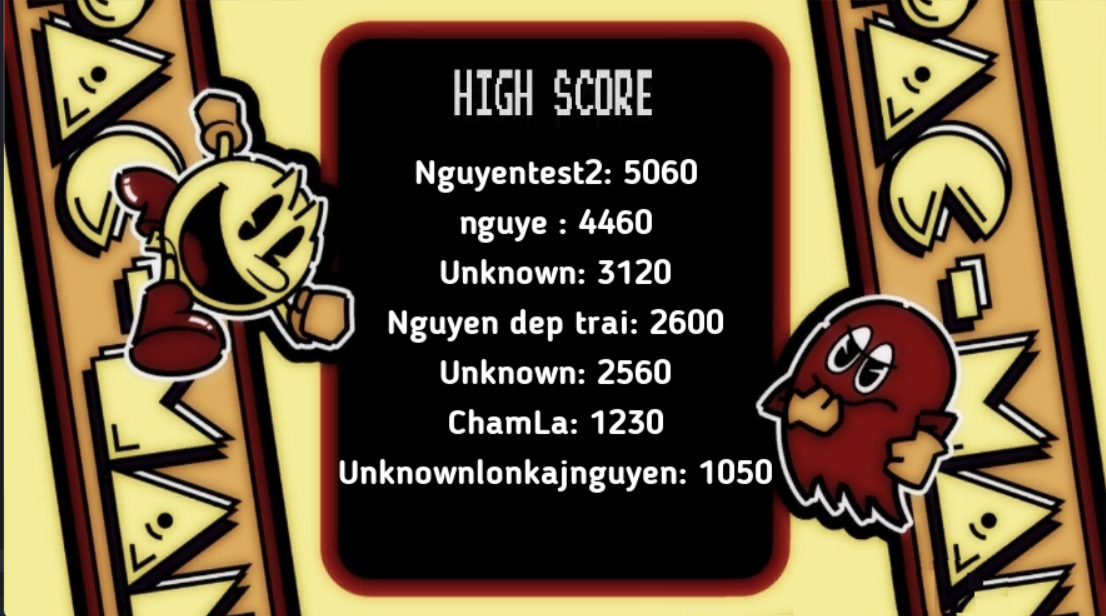 HIGH SCORE
Nguyentest2: 5060
nguye : 4460
Unknown: 3120
Nguyen dep trai: 2600
Unknown: 2560
ChamLa: 1230
Unknownlonkajnguyen: 1050